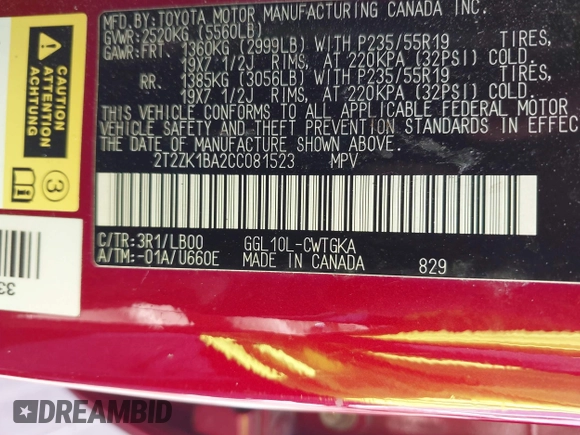 MFD.BY:TOYOTA MOTOR MANUFACTURING CANADA INC.
GVWR:2520KG (5560LB)
GAWR:FRT. 1360KG (2999LB) WITH P235/55R19 TIRES,
19X7 1/2J RIMS, AT 220KPA (32PSI) COLD.
RR. 1385KG (3056LB) WITH P235/55R19 TIRES,
19X7 1/2J RIMS, AT 220KPA (32PSI) COLD.
THIS VEHICLE CONFORMS TO ALL APPLICABLE FEDERAL MOTOR
VEHICLE SAFETY AND THEFT PREVENTION STANDARDS IN EFFEC
THE DATE OF MANUFACTURE SHOWN ABOVE.
2T2ZK1BA2CC081523 MPV
C/TR:3R1/LB00 GGL10L-CWTGKA
A/TM:-01A/U660E MADE IN CANADA 829
CAUTION
ATTENTION
ACHTUNG
3
33
DREAMBID